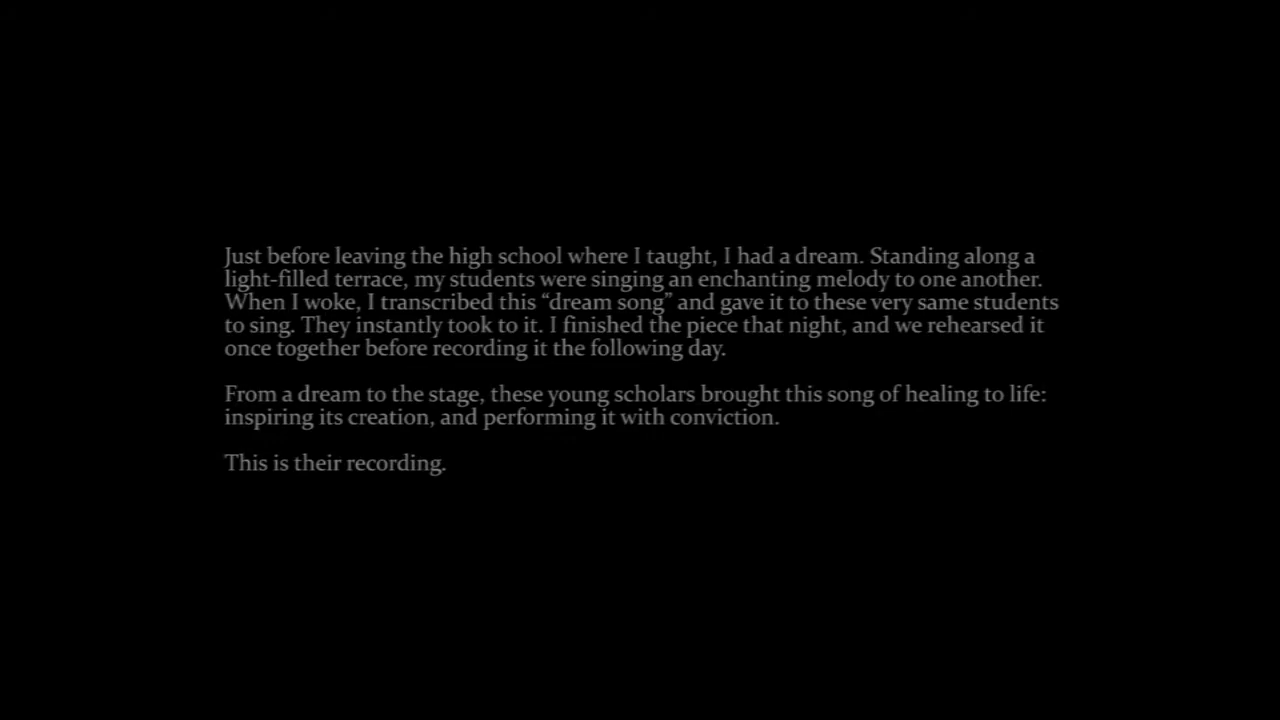 Just before leaving the high school where I taught, I had a dream. Standing along a
light-filled terrace, my students were singing an enchanting melody to one another.
When I woke, I transcribed this “dream song” and gave it to these very same students
to sing. They instantly took to it. I finished the piece that night, and we rehearsed it
once together before recording it the following day.
From a dream to the stage, these young scholars brought this song of healing to life:
inspiring its creation, and performing it with conviction.
This is their recording.